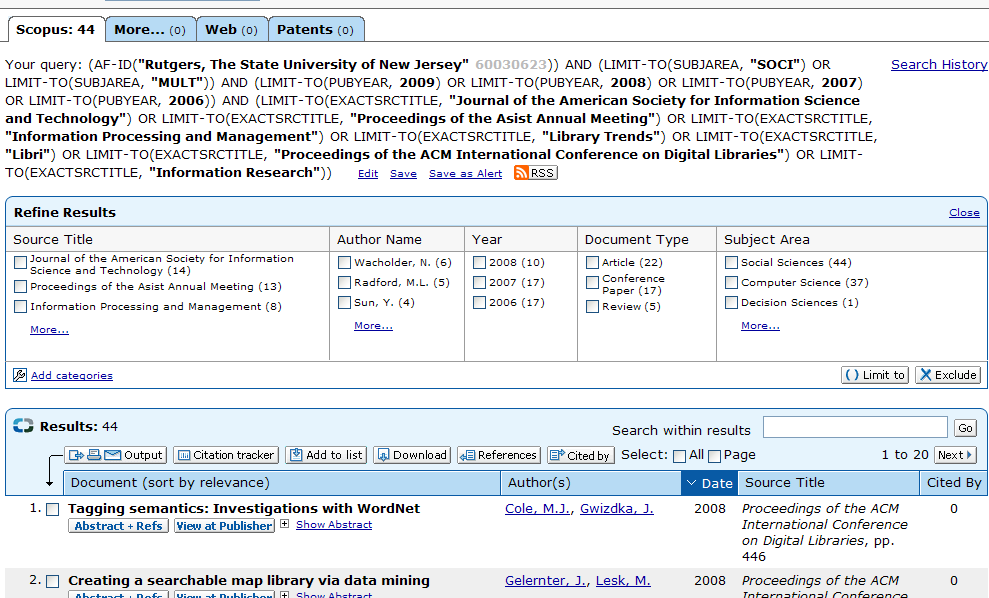 Scopus: 44 More... (0) Web (0) Patents (0)
Your query: (AF-ID("Rutgers, The State University of New Jersey" 60030623)) AND (LIMIT-TO(SUBJAREA, "SOCI") OR
LIMIT-TO(SUBJAREA, "MULT")) AND (LIMIT-TO(PUBYEAR, 2009) OR LIMIT-TO(PUBYEAR, 2008) OR LIMIT-TO(PUBYEAR, 2007)
OR LIMIT-TO(PUBYEAR, 2006)) AND (LIMIT-TO(EXACTSRCTITLE, "Journal of the American Society for Information Science
and Technology") OR LIMIT-TO(EXACTSRCTITLE, "Proceedings of the Asist Annual Meeting") OR LIMIT-TO(EXACTSRCTITLE,
"Information Processing and Management") OR LIMIT-TO(EXACTSRCTITLE, "Library Trends") OR LIMIT-TO(EXACTSRCTITLE,
"Libri") OR LIMIT-TO(EXACTSRCTITLE, "Proceedings of the ACM International Conference on Digital Libraries") OR LIMIT-
TO(EXACTSRCTITLE, "Information Research")) Edit Save Save as Alert RSS
Search History
Refine Results Close
Source Title
Journal of the American Society for Information
Science and Technology (14)
Proceedings of the Asist Annual Meeting (13)
Information Processing and Management (8)
More...
Author Name
Wacholder, N. (6)
Radford, M.L. (5)
Sun, Y. (4)
More...
Year
2008 (10)
2007 (17)
2006 (17)
Document Type
Article (22)
Conference
Paper (17)
Review (5)
Subject Area
Social Sciences (44)
Computer Science (37)
Decision Sciences (1)
More...
Add categories Limit to Exclude
Results: 44 Search within results Go
Output Citation tracker Add to list Download References Cited by Select: All Page 1 to 20 Next
Document (sort by relevance) Author(s) Date Source Title Cited By
1. Tagging semantics: Investigations with WordNet
Abstract + Refs View at Publisher Show Abstract
Cole, M.J., Gwizdka, J.
2008
Proceedings of the ACM
International Conference
on Digital Libraries, pp.
446
0
2. Creating a searchable map library via data mining
Abstract + Refs View at Publisher Show Abstract
Gelernter, J., Lesk, M.
2008
Proceedings of the ACM
International Conference
0